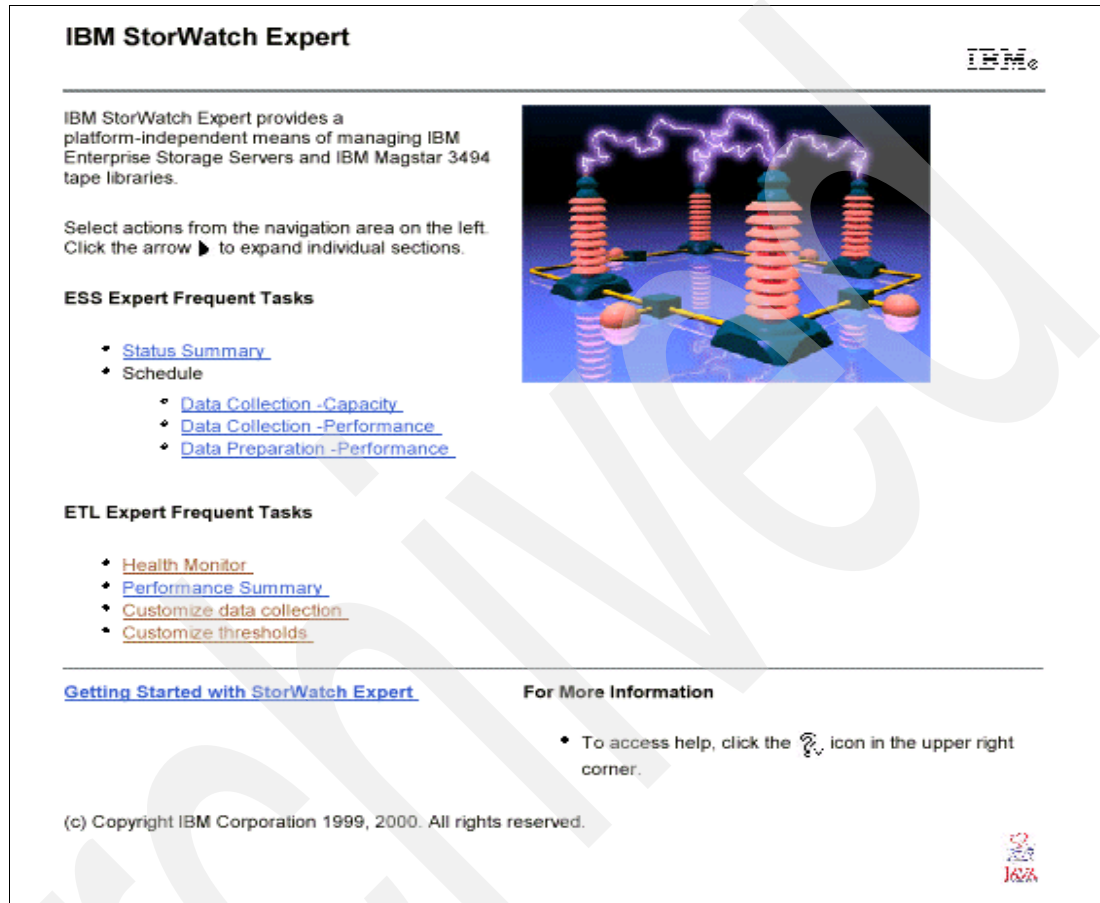 IBM StorWatch Expert
IBM
IBM StorWatch Expert provides a
platform-independent means of managing IBM
Enterprise Storage Servers and IBM Magstar 3494
tape libraries.
Select actions from the navigation area on the left.
Click the arrow to expand individual sections.
ESS Expert Frequent Tasks
Status Summary
Schedule
Data Collection -Capacity
Data Collection -Performance
Data Preparation -Performance
ETL Expert Frequent Tasks
Health Monitor
Performance Summary
Customize data collection
Customize thresholds
Getting Started with StorWatch Expert
For More Information
To access help, click the ? icon in the upper right
corner.
(c) Copyright IBM Corporation 1999, 2000. All rights reserved.
JAVA
Archived